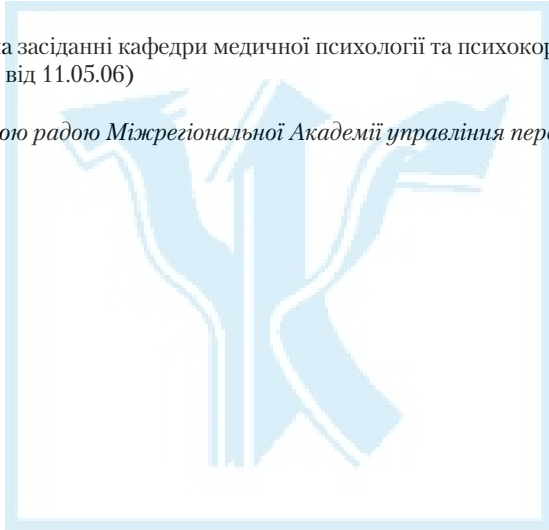 а засіданні кафедри медичної психології та психокор
від 11.05.06)
ою радою Міжрегіональної Академії управління перс